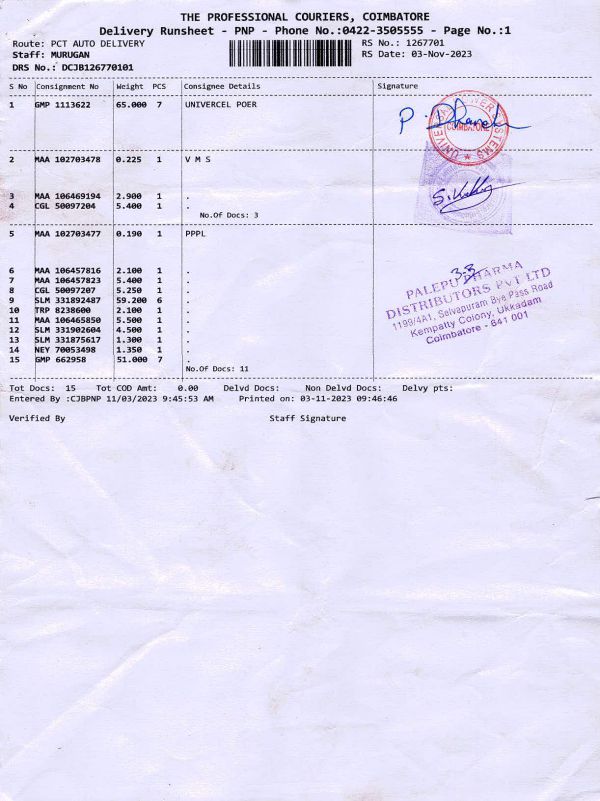 THE PROFESSIONAL COURIERS, COIMBATORE
Delivery Runsheet - PNP - Phone No.:0422-3505555 - Page No.:1
Route: PCT AUTO DELIVERY RS No.: 1267701
Staff: MURUGAN RS Date: 03-Nov-2023
DRS No.: DCJB126770101
S No Consignment No Weight PCS Consignee Details Signature
1 GMP 1113622 65.000 7 UNIVERCEL POER
COIMBATORE
2 MAA 102703478 0.225 1 V M S
3 MAA 106469194 2.900 1 .
4 CGL 50097204 5.400 1 .
No.Of Docs: 3
5 MAA 102703477 0.190 1 PPPL
6 MAA 106457816 2.100 1 .
7 MAA 106457823 5.400 1 .
8 CGL 50097207 5.250 1 .
9 SLM 331892487 59.200 6 .
10 TRP 8238600 2.100 1 .
11 MAA 106465850 5.500 1 .
12 SLM 331902604 4.500 1 .
13 SLM 331875617 1.300 1 .
14 NEY 70053498 1.350 1 .
15 GMP 662958 51.000 7 .
No.Of Docs: 11
PALEPU PHARMA
DISTRIBUTORS PVT LTD
1199/4A1, Selvapuram Bye Pass Road
Kempatty Colony, Ukkadam
Coimbatore - 641 001
Tot Docs: 15 Tot COD Amt: 0.00 Delvd Docs: Non Delvd Docs: Delvy pts:
Entered By :CJBPNP 11/03/2023 9:45:53 AM Printed on: 03-11-2023 09:46:46
Verified By Staff Signature